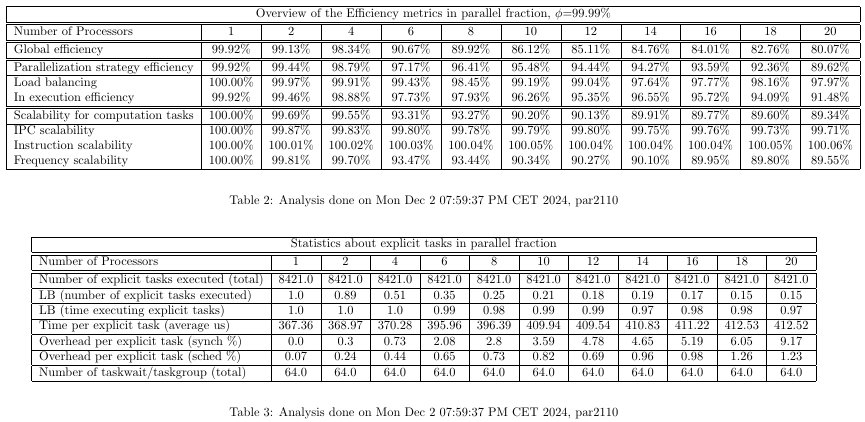 Overview of the Efficiency metrics in parallel fraction, ϕ=99.99%
Number of Processors 1 2 4 6 8 10 12 14 16 18 20
Global efficiency 99.92% 99.13% 98.34% 90.67% 89.92% 86.12% 85.11% 84.76% 84.01% 82.76% 80.07%
Parallelization strategy efficiency 99.92% 99.44% 98.79% 97.17% 96.41% 95.48% 94.44% 94.27% 93.59% 92.36% 89.62%
Load balancing 100.00% 99.97% 99.91% 99.43% 98.45% 99.19% 99.04% 97.64% 97.77% 98.16% 97.97%
In execution efficiency 99.92% 99.46% 98.88% 97.73% 97.93% 96.26% 95.35% 96.55% 95.72% 94.09% 91.48%
Scalability for computation tasks 100.00% 99.69% 99.55% 93.31% 93.27% 90.20% 90.13% 89.91% 89.77% 89.60% 89.34%
IPC scalability 100.00% 99.87% 99.83% 99.80% 99.78% 99.79% 99.80% 99.75% 99.76% 99.73% 99.71%
Instruction scalability 100.00% 100.01% 100.02% 100.03% 100.04% 100.05% 100.04% 100.04% 100.04% 100.05% 100.06%
Frequency scalability 100.00% 99.81% 99.70% 93.47% 93.44% 90.34% 90.27% 90.10% 89.95% 89.80% 89.55%
Table 2: Analysis done on Mon Dec 2 07:59:37 PM CET 2024, par2110
Statistics about explicit tasks in parallel fraction
Number of Processors 1 2 4 6 8 10 12 14 16 18 20
Number of explicit tasks executed (total) 8421.0 8421.0 8421.0 8421.0 8421.0 8421.0 8421.0 8421.0 8421.0 8421.0 8421.0
LB (number of explicit tasks executed) 1.0 0.89 0.51 0.35 0.25 0.21 0.18 0.19 0.17 0.15 0.15
LB (time executing explicit tasks) 1.0 1.0 1.0 0.99 0.98 0.99 0.99 0.97 0.98 0.98 0.97
Time per explicit task (average us) 367.36 368.97 370.28 395.96 396.39 409.94 409.54 410.83 411.22 412.53 412.52
Overhead per explicit task (synch %) 0.0 0.3 0.73 2.08 2.8 3.59 4.78 4.65 5.19 6.05 9.17
Overhead per explicit task (sched %) 0.07 0.24 0.44 0.65 0.73 0.82 0.69 0.96 0.98 1.26 1.23
Number of taskwait/taskgroup (total) 64.0 64.0 64.0 64.0 64.0 64.0 64.0 64.0 64.0 64.0 64.0
Table 3: Analysis done on Mon Dec 2 07:59:37 PM CET 2024, par2110